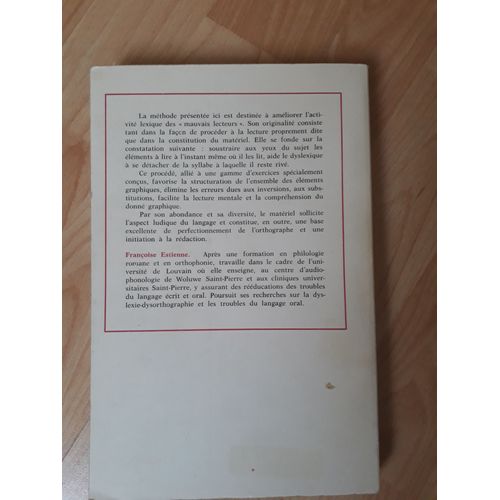 La méthode présentée ici est destinée à améliorer l'acti-
vité lexique des « mauvais lecteurs ». Son originalité consiste
tant dans la façon de procéder à la lecture proprement dite
que dans la constitution du matériel. Elle se fonde sur la
constatation suivante : soustraire aux yeux du sujet les
éléments à lire à l'instant même où il les lit, aide le dyslexique
à se détacher de la syllabe à laquelle il reste rivé.
Ce procédé, allié à une gamme d'exercices spécialement
conçus, favorise la structuration de l'ensemble des éléments
graphiques, élimine les erreurs dues aux inversions, aux subs-
titutions, facilite la lecture mentale et la compréhension du
donné graphique.
Par son abondance et sa diversité, le matériel sollicite
l'aspect ludique du langage et constitue, en outre, une base
excellente de perfectionnement de l'orthographe et une
initiation à la rédaction.
Françoise Estienne. Après une formation en philologie
romane et en orthophonie, travaille dans le cadre de l'uni-
versité de Louvain où elle enseigne, au centre d'audio-
phonologie de Woluwe Saint-Pierre et aux cliniques univer-
sitaires Saint-Pierre, y assurant des rééducations des troubles
du langage écrit et oral. Poursuit ses recherches sur la dys-
lexie-dysorthographie et les troubles du langage oral.